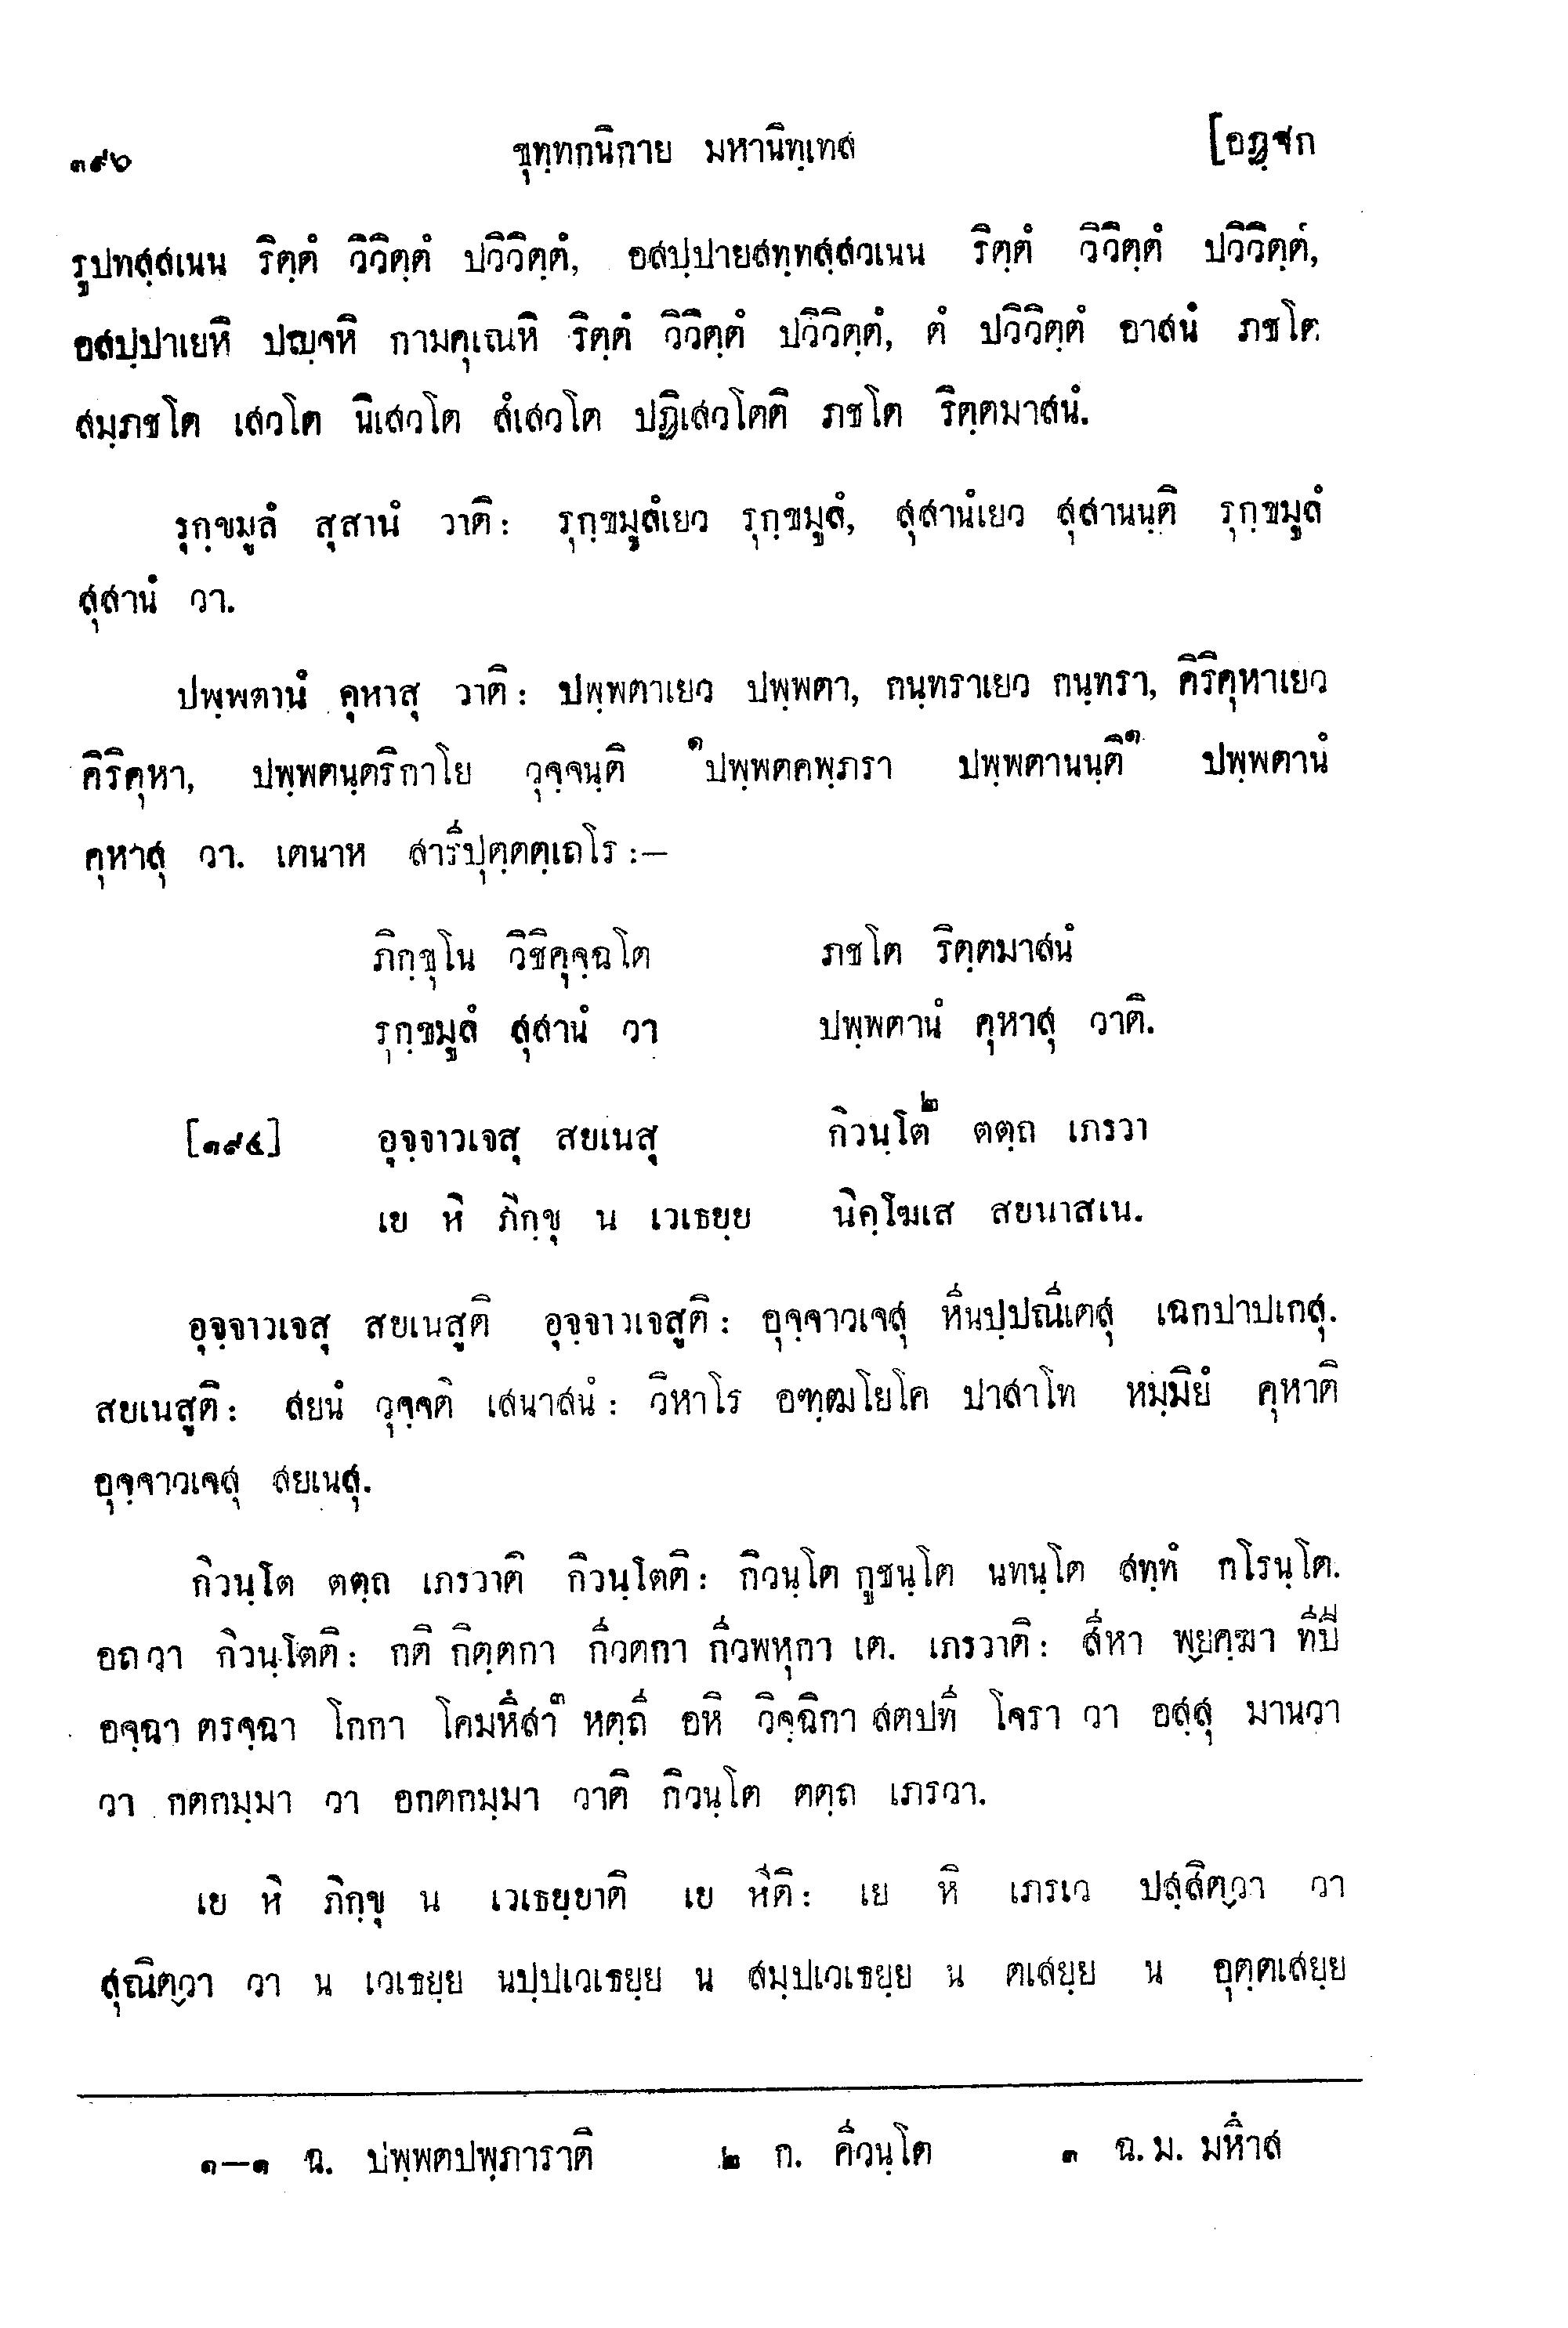 ๓๙๖ ขุทฺทกนิกาย มหานิทฺเทส [อฏฺฐก
รูปทสฺสเนน ริตฺตํ วิวิตฺตํ ปวิวิตฺตํ, อสปฺปายสทฺทสฺสวเนน ริตฺตํ วิวิตฺตํ ปวิวิตฺตํ,
อสปฺปาเยหิ ปญฺจหิ กามคุเณหิ ริตฺตํ วิวิตฺตํ ปวิวิตฺตํ, ตํ ปวิวิตฺตํ อาสนํ ภชโต
สมฺภชโต เสวโต นิเสวโต สํเสวโต ปฏิเสวโตติ ภชโต ริตฺตมาสนํ.
รุกฺขมูลํ สุสานํ วาติ: รุกฺขมูลํเยว รุกฺขมูลํ, สุสานํเยว สุสานนฺติ รุกฺขมูลํ
สุสานํ วา.
ปพฺพตานํ คุหาสุ วาติ: ปพฺพตาเยว ปพฺพตา, กนฺทราเยว กนฺทรา, คิริคุหาเยว
คิริคุหา, ปพฺพตนฺตริกาโย วุจฺจนฺติ ๑ปพฺพตคพฺภรา ปพฺพตานนฺติ๑ ปพฺพตานํ
คุหาสุ วา. เตนาห สารีปุตฺตตฺเถโร :—
ภิกฺขุโน วิชิคุจฺฉโต ภชโต ริตฺตมาสนํ
รุกฺขมูลํ สุสานํ วา ปพฺพตานํ คุหาสุ วาติ.
[๑๙๔] อุจฺจาวเจสุ สยเนสุ กิวนฺโต๒ ตตฺถ เภรวา
เย หิ ภิกฺขุ น เวเธยฺย นิคฺโฆเส สยนาสเน.
อุจฺจาวเจสุ สยเนสูติ อุจฺจาวเจสูติ: อุจฺจาวเจสุ หีนปฺปณีเตสุ เฉกปาปเกสุ.
สยเนสูติ: สยนํ วุจฺจติ เสนาสนํ: วิหาโร อฑฺฒโยโค ปาสาโท หมฺมิยํ คุหาติ
อุจฺจาวเจสุ สยเนสุ.
กิวนฺโต ตตฺถ เภรวาติ กิวนฺโตติ: กิวนฺโต กูชนฺโต นทนฺโต สทฺทํ กโรนฺโต.
อถวา กิวนฺโตติ: กติ กิตฺตกา กีวตกา กีวพหุกา เต. เภรวาติ: สีหา พฺยคฺฆา ทีปี
อจฺฉา ตรจฺฉา โกกา โคมหึสา๓ หตฺถี อหิ วิจฺฉิกา สตปที โจรา วา อสฺสุ มานวา
วา กตกมฺมา วา อกตกมฺมา วาติ กิวนฺโต ตตฺถ เภรวา.
เย หิ ภิกฺขุ น เวเธยฺยาติ เย หีติ: เย หิ เภรเว ปสฺสิตฺวา วา
สุณิตฺวา วา น เวเธยฺย นปฺปเวเธยฺย น สมฺปเวเธยฺย น ตเสยฺย น อุตฺตเสยฺย
๑—๑ ฉ. ปพฺพตปพฺภาราติ ๒ ก. คีวนฺโต ๓ ฉ. ม. มหึาส